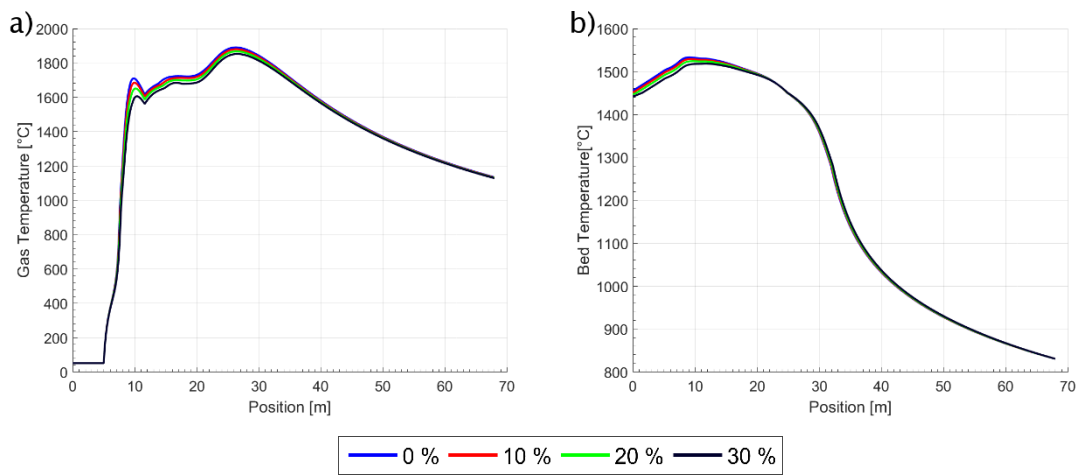 a)
Gas Temperature [°C]
2000
1800
1600
1400
1200
1000
800
600
400
200
0
0 10 20 30 40 50 60 70
Position [m]
b)
Bed Temperature[°C]
1600
1500
1400
1300
1200
1100
1000
900
800
0 10 20 30 40 50 60 70
Position [m]
0 % 10 % 20 % 30 %